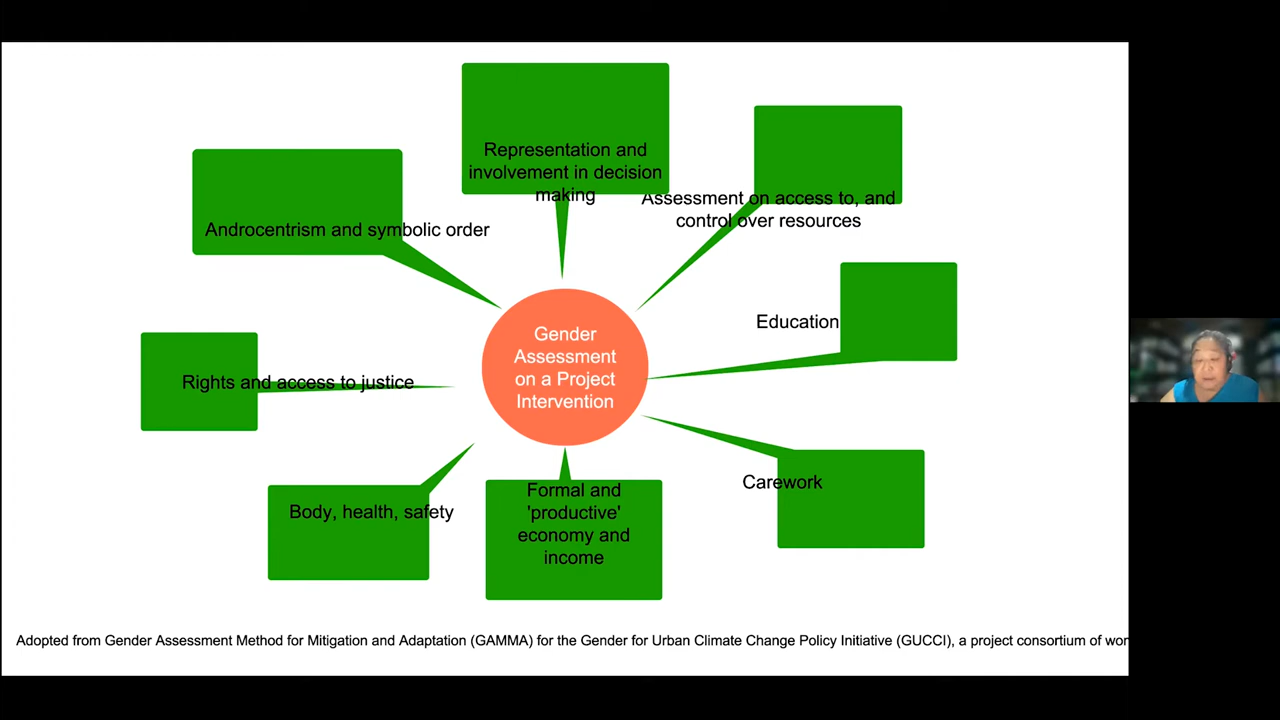 Representation and
involvement in decision
making
Assessment on access to, and
control over resources
Androcentrism and symbolic order
Education
Gender
Assessment
on a Project
Intervention
Rights and access to justice
Carework
Body, health, safety
Formal and
'productive'
economy and
income
Adopted from Gender Assessment Method for Mitigation and Adaptation (GAMMA) for the Gender for Urban Climate Change Policy Initiative (GUCCI), a project consortium of